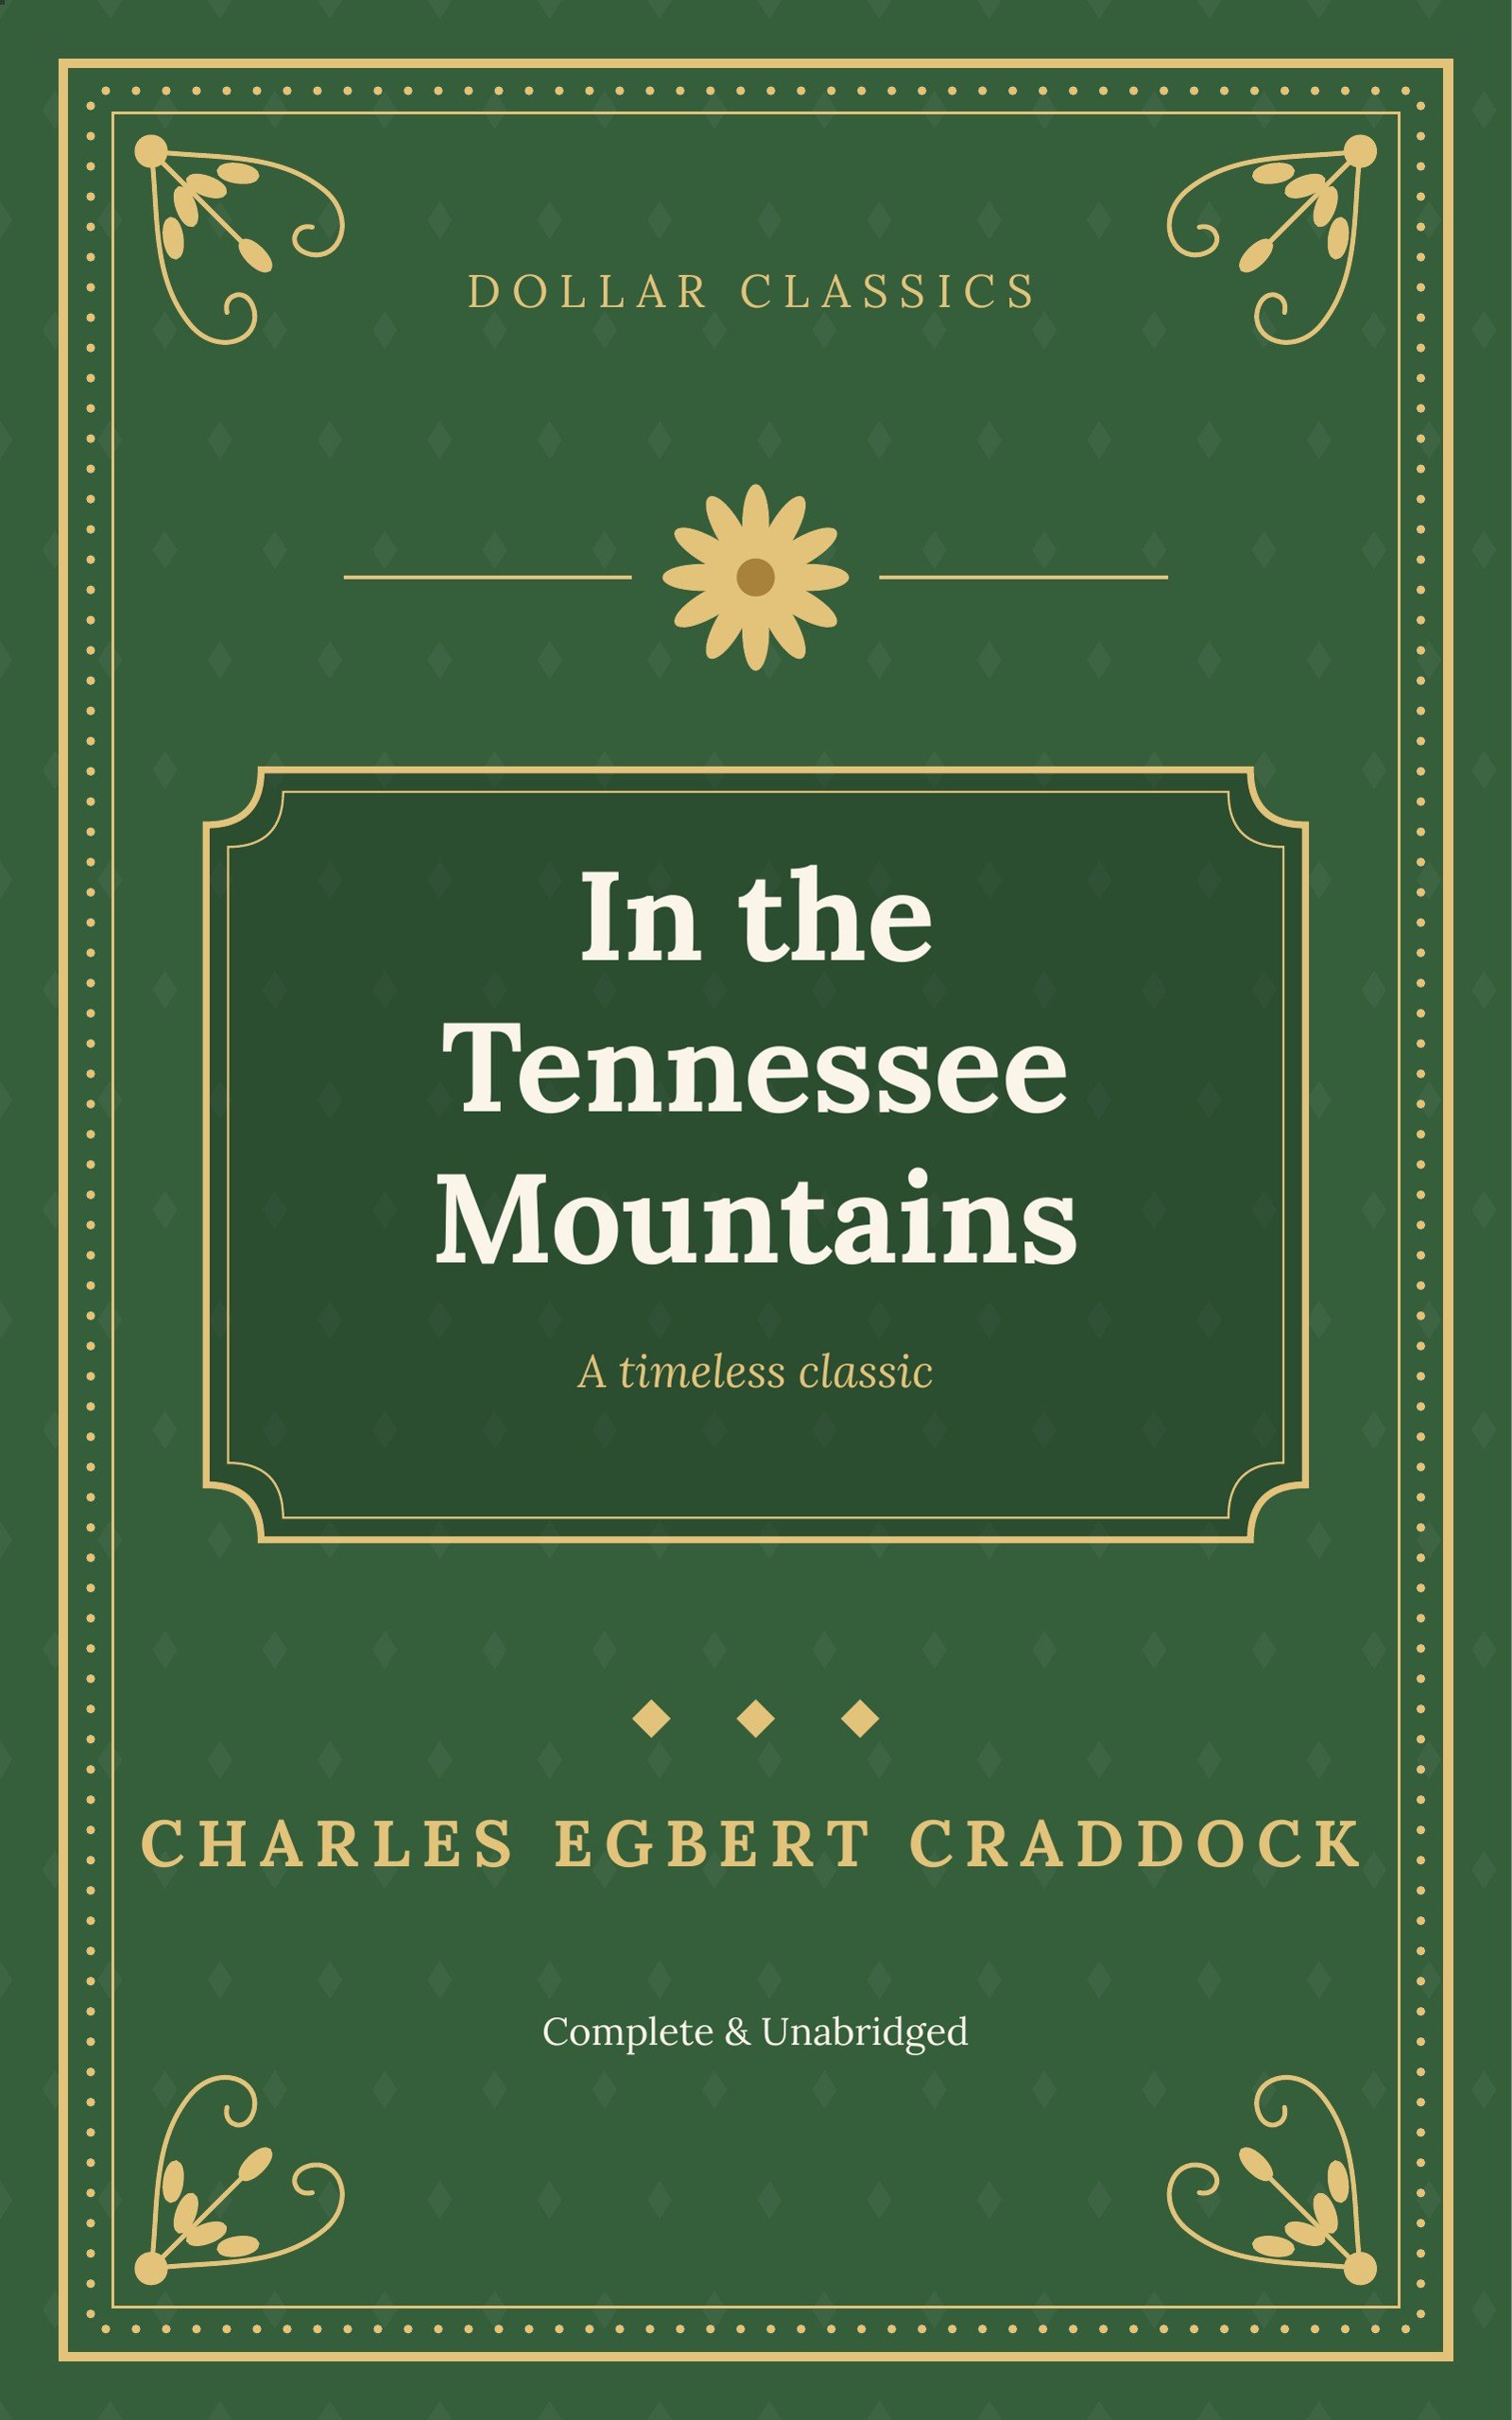 DOLLAR CLASSICS
In the
Tennessee
Mountains
A timeless classic
CHARLES EGBERT CRADDOCK
Complete & Unabridged